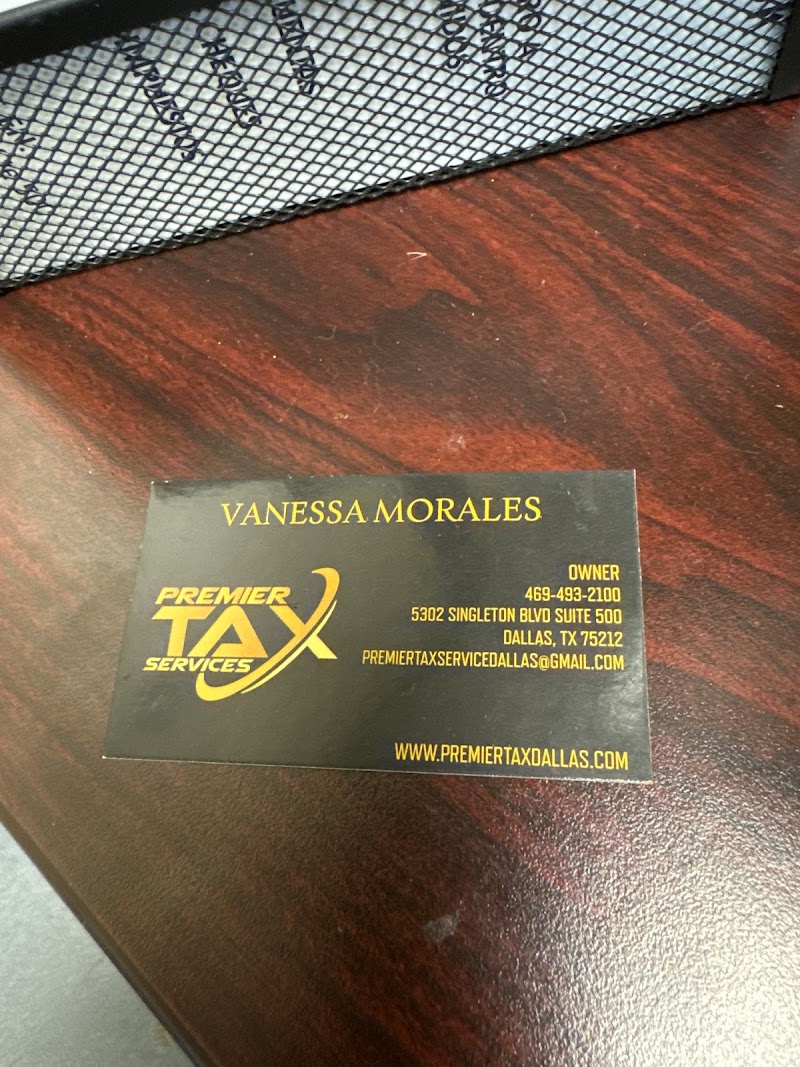 CHEQUES
VANESSA MORALES
PREMIER
TAX
SERVICES
OWNER
469-493-2100
5302 SINGLETON BLVD SUITE 500
DALLAS, TX 75212
PREMIERTAXSERVICEDALLAS@GMAIL.COM
WWW.PREMIERTAXDALLAS.COM